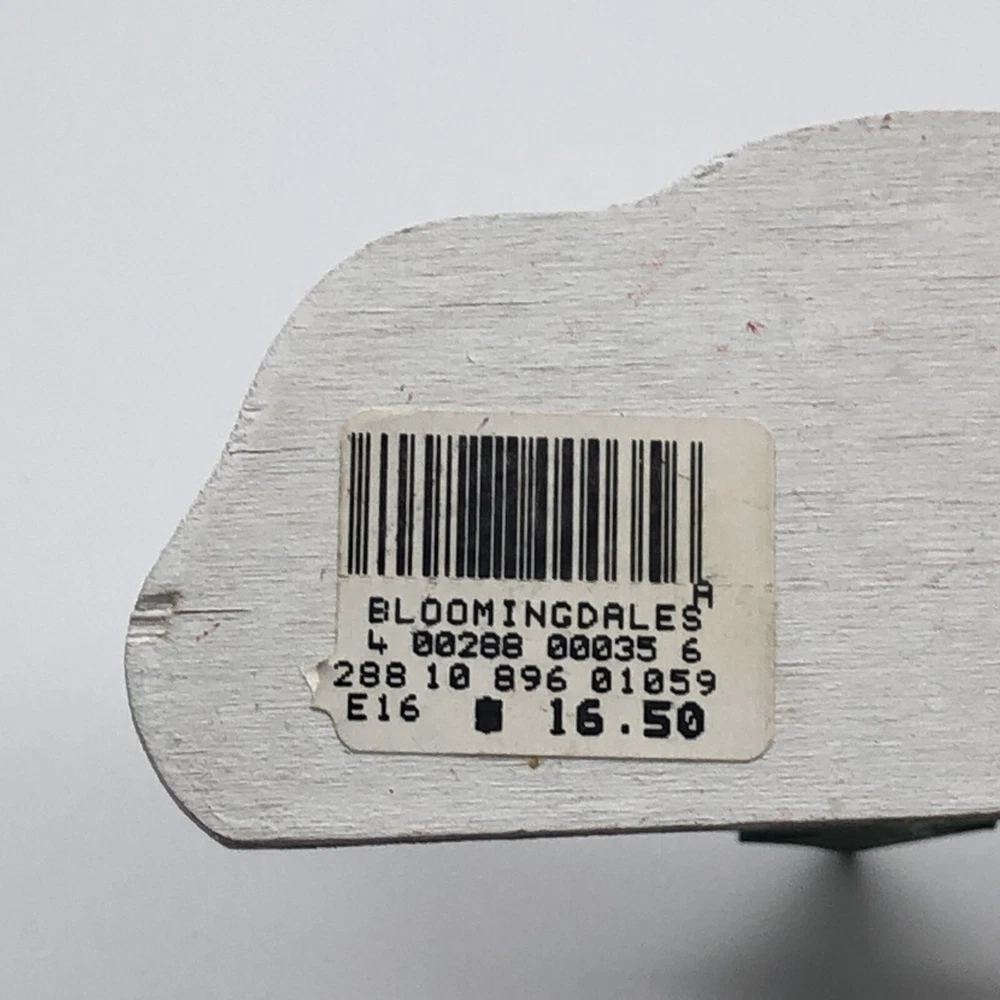 A
BLOOMINGDALES
4 00288 00035 6
288 10 896 01059
E16 16.50